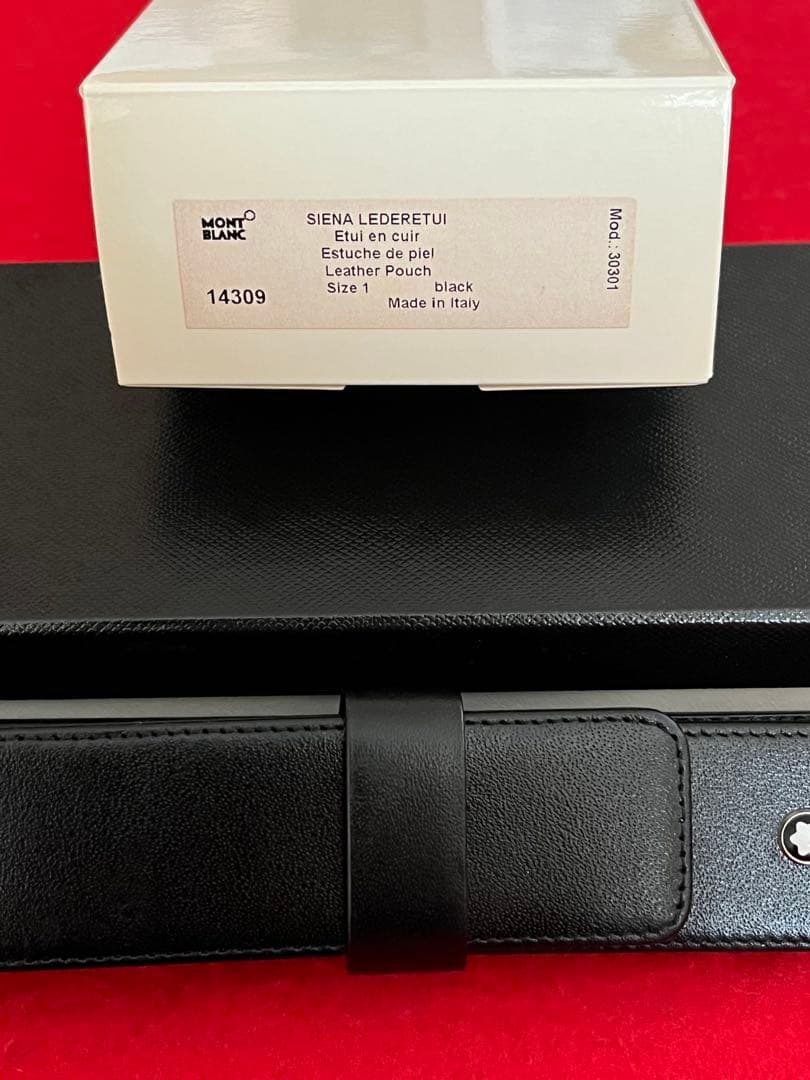 MONT
BLANC
14309
SIENA LEDERETUI
Etui en cuir
Estuche de piel
Leather Pouch
Size 1 black
Made in Italy
Mod.: 30301